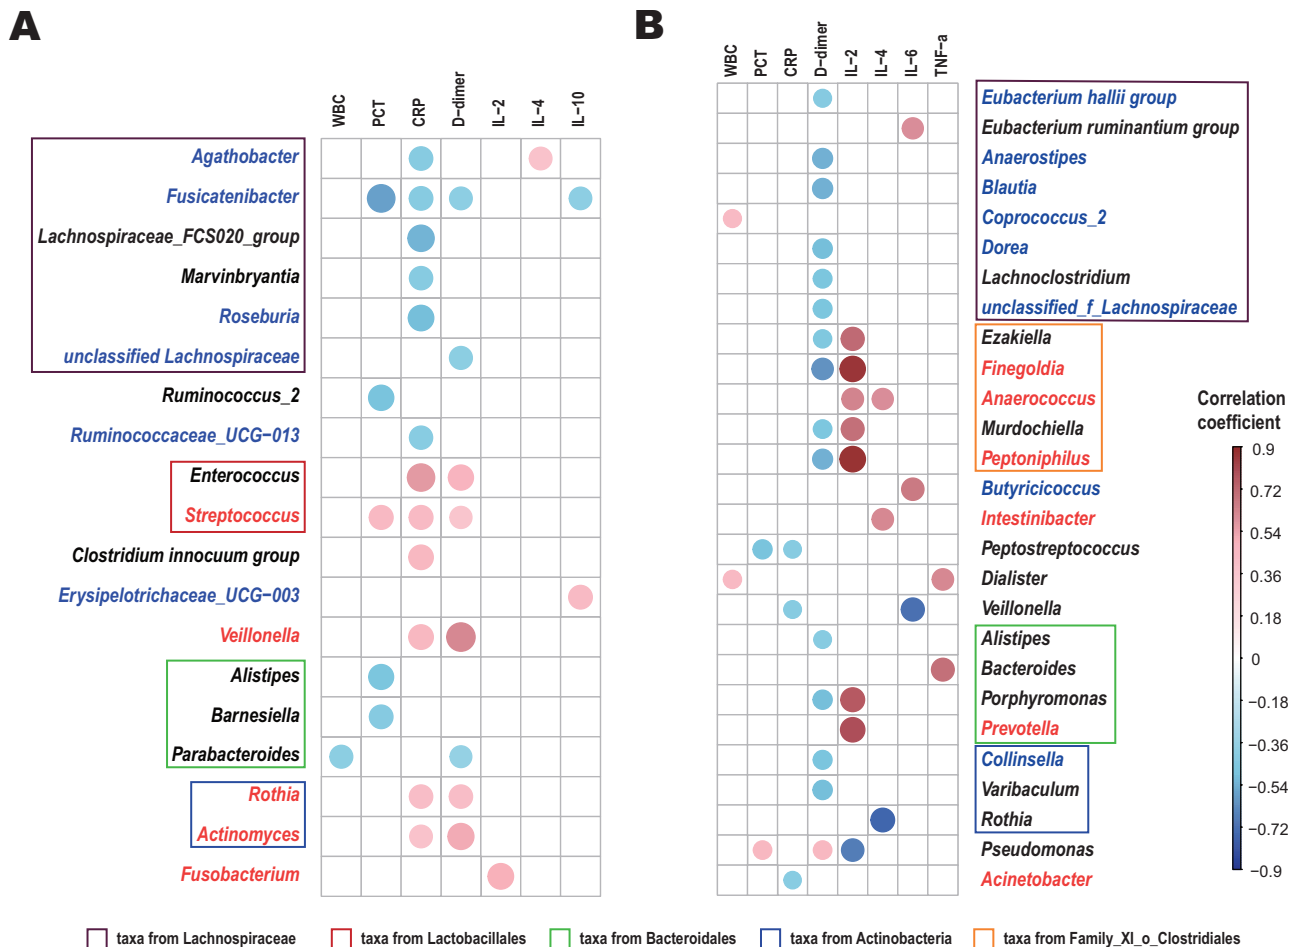 A
WBC
PCT
CRP
D-dimer
IL-2
IL-4
IL-10
Agathobacter
Fusicatenibacter
Lachnospiraceae_FCS020_group
Marvinbryantia
Roseburia
unclassified Lachnospiraceae
Ruminococcus_2
Ruminococcaceae_UCG-013
Enterococcus
Streptococcus
Clostridium innocuum group
Erysipelotrichaceae_UCG-003
Veillonella
Alistipes
Barnesiella
Parabacteroides
Rothia
Actinomyces
Fusobacterium
B
WBC
PCT
CRP
D-dimer
IL-2
IL-4
IL-6
TNF-a
Eubacterium hallii group
Eubacterium ruminantium group
Anaerostipes
Blautia
Coprococcus_2
Dorea
Lachnoclostridium
unclassified_f_Lachnospiraceae
Ezakiella
Finegoldia
Anaerococcus
Murdochiella
Peptoniphilus
Butyricicoccus
Intestinibacter
Peptostreptococcus
Dialister
Veillonella
Alistipes
Bacteroides
Porphyromonas
Prevotella
Collinsella
Varibaculum
Rothia
Pseudomonas
Acinetobacter
Correlation
coefficient
0.9
0.72
0.54
0.36
0.18
0
-0.18
-0.36
-0.54
-0.72
-0.9
taxa from Lachnospiraceae
taxa from Lactobacillales
taxa from Bacteroidales
taxa from Actinobacteria
taxa from Family_XI_o_Clostridiales